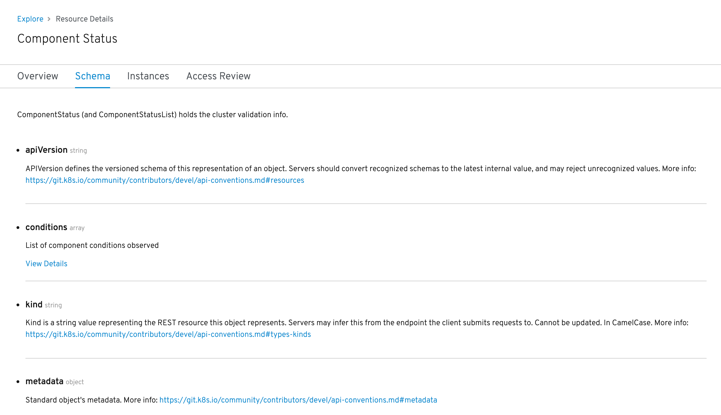 Explore > Resource Details
Component Status
Overview Schema Instances Access Review
ComponentStatus (and ComponentStatusList) holds the cluster validation info.
• apiVersion string
APIVersion defines the versioned schema of this representation of an object. Servers should convert recognized schemas to the latest internal value, and may reject unrecognized values. More info:
https://git.k8s.io/community/contributors/devel/api-conventions.md#resources
• conditions array
List of component conditions observed
View Details
• kind string
Kind is a string value representing the REST resource this object represents. Servers may infer this from the endpoint the client submits requests to. Cannot be updated. In CamelCase. More info:
https://git.k8s.io/community/contributors/devel/api-conventions.md#types-kinds
• metadata object
Standard object's metadata. More info: https://git.k8s.io/community/contributors/devel/api-conventions.md#metadata